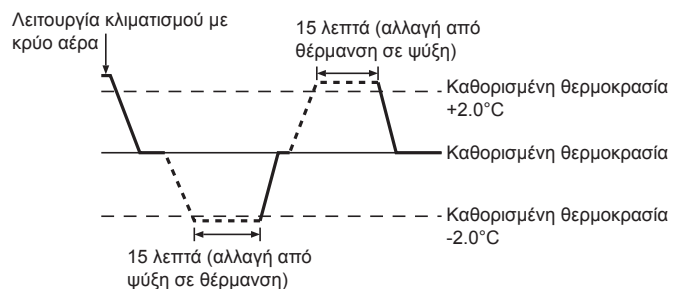 Λειτουργία κλιματισμού με
κρύο αέρα
15 λεπτά (αλλαγή από
θέρμανση σε ψύξη)
Καθορισμένη θερμοκρασία
+2.0°C
Καθορισμένη θερμοκρασία
Καθορισμένη θερμοκρασία
-2.0°C
15 λεπτά (αλλαγή από
ψύξη σε θέρμανση)